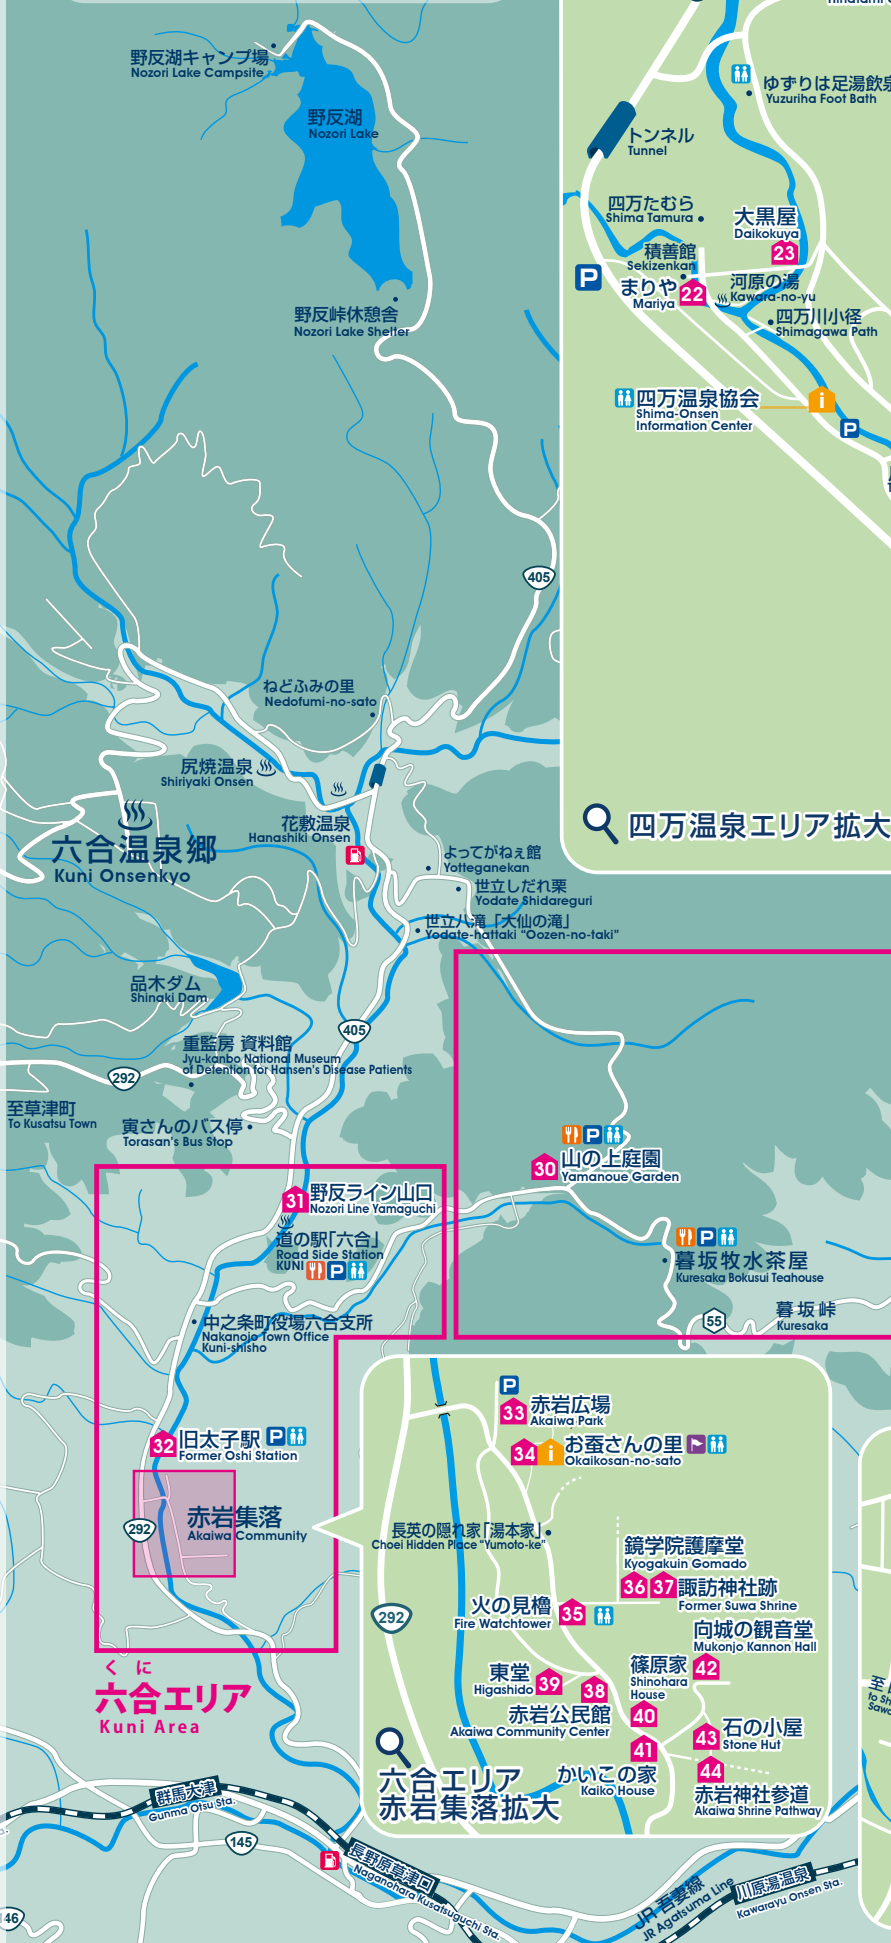 野反湖キャンプ場
Nozori Lake Campsite
野反湖
Nozori Lake
野反峠休憩舎
Nozori Lake Shelter
405
ゆずりは足湯飲泉
Yuzuriha Foot Bath
トンネル
Tunnel
四万たむら
Shima Tamura
大黒屋
Daikokuya
23
積善館
Sekizenkan
P
まりや
Mariya
22
河原の湯
Kawara-no-yu
四万川小径
Shimagawa Path
四万温泉協会
Shima-Onsen
Information Center
i
P
四万温泉エリア拡大
ねどふみの里
Nedofumi-no-sato
尻焼温泉
Shiriyaki Onsen
花敷温泉
Hanashiki Onsen
六合温泉郷
Kuni Onsenkyo
よってがねぇ館
Yotteganekan
世立しだれ栗
Yodate Shidareguri
世立八滝「大仙の滝」
Yodate-hattaki "Oozen-no-taki"
品木ダム
Shinaki Dam
405
重監房 資料館
Jyu-kanbo National Museum
of Detention for Hansen's Disease Patients
292
至草津町
To Kusatsu Town
寅さんのバス停
Torasan's Bus Stop
P
30
山の上庭園
Yamanoue Garden
31
野反ライン山口
Nozori Line Yamaguchi
道の駅「六合」
Road Side Station
KUNI
P
P
暮坂牧水茶屋
Kuresaka Bokusui Teahouse
暮坂峠
Kuresaka
55
中之条町役場六合支所
Nakanojo Town Office
Kuni-shisho
32
旧太子駅
P
Former Oshi Station
赤岩集落
Akaiwa Community
292
くに
六合エリア
Kuni Area
P
33
赤岩広場
Akaiwa Park
34
i
お蚕さんの里
Okaikosan-no-sato
長英の隠れ家「湯本家」
Choei Hidden Place "Yumoto-ke"
鏡学院護摩堂
Kyogakuin Gomado
36
37
諏訪神社跡
Former Suwa Shrine
292
火の見櫓
Fire Watchtower
35
向城の観音堂
Mukonjo Kannon Hall
42
東堂
Higashido
39
38
赤岩公民館
Akaiwa Community Center
篠原家
Shinohara
House
40
41
かいこの家
Kaiko House
43
石の小屋
Stone Hut
44
赤岩神社参道
Akaiwa Shrine Pathway
六合エリア
赤岩集落拡大
群馬大津
Gunma Otsu Sta.
145
長野原草津口
Naganohara Kusatsuguchi Sta.
JR 吾妻線
JR Agatsuma Line
川原湯温泉
Kawarayu Onsen Sta.